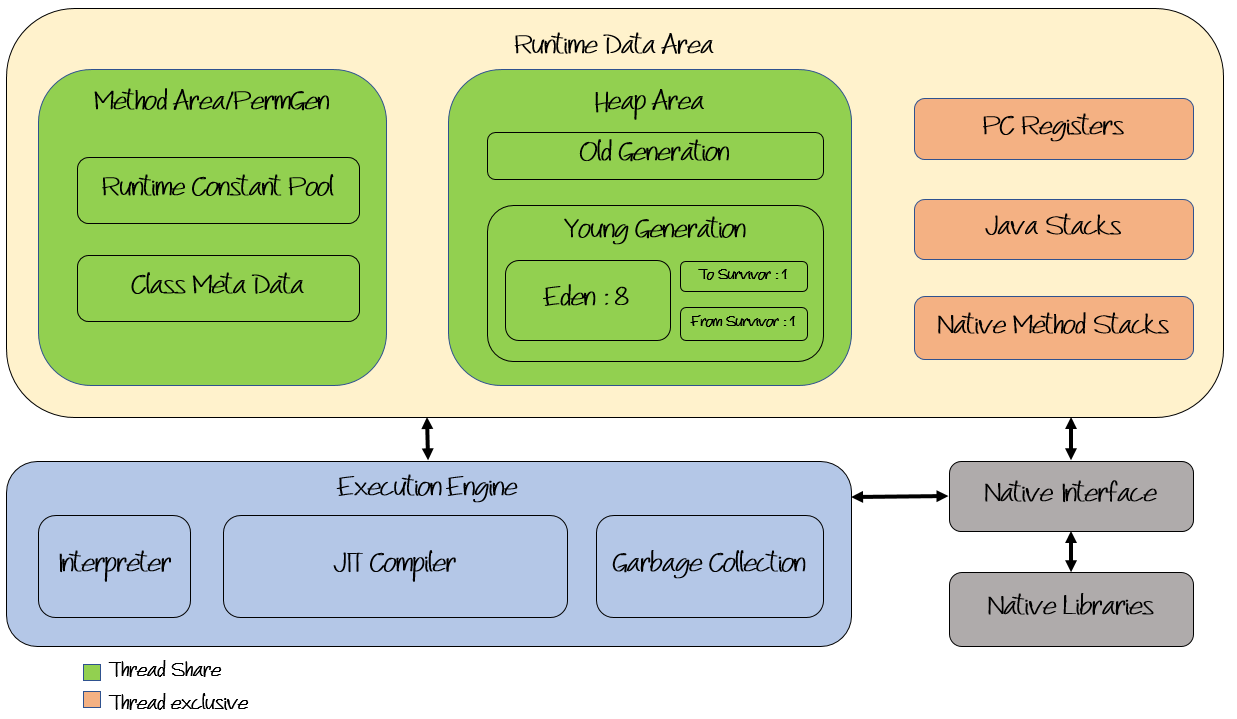 Runtime Data Area
Method Area/PermGen
Runtime Constant Pool
Class Meta Data
Heap Area
Old Generation
Young Generation
Eden : 8
To Survivor : 1
From Survivor : 1
PC Registers
Java Stacks
Native Method Stacks
Execution Engine
Interpreter
JIT Compiler
Garbage Collection
Native Interface
Native Libraries
Thread Share
Thread exclusive